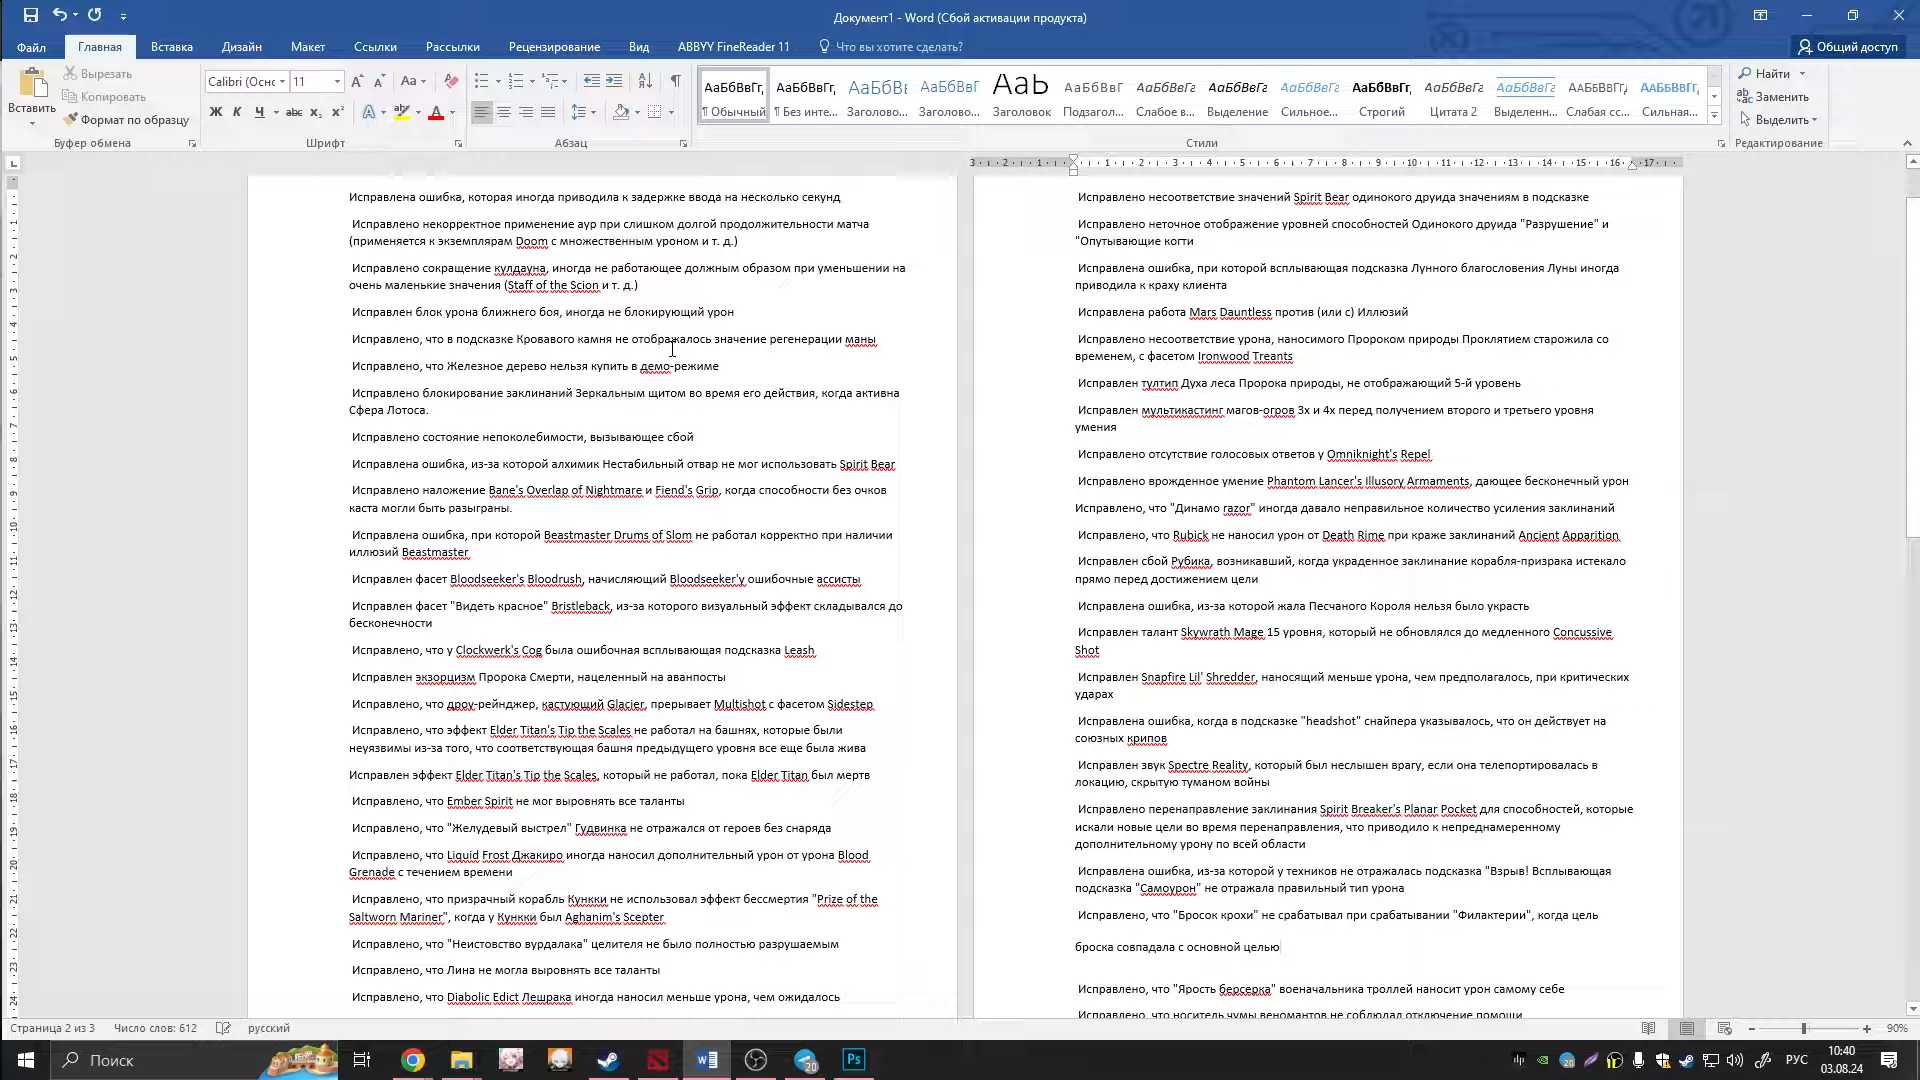 Документ1 - Word (Сбой активации продукта)
Файл Главная Вставка Дизайн Макет Ссылки Рассылки Рецензирование Вид ABBYY FineReader 11 Что вы хотите сделать? Общий доступ
Вставить
Вырезать
Копировать
Формат по образцу
Буфер обмена
Calibri (Оснс 11
Шрифт
Абзац
АаБбВвГг, АаБбВвГг, АаБбВ АаБбВвГ Аab АаБбВвГ АаБбВвГг АаБбВвГг АаБбВвГг АаБбВвГг, АаБбВвГг АаБбВвГг АаБбВвГг, АаБбВвГг,
¶ Обычный ¶ Без инте... Заголово... Заголово... Заголовок Подзагол... Слабое в... Выделение Сильное... Строгий Цитата 2 Выделенн... Слабая сс... Сильная...
Стили
Найти
Заменить
Выделить
Редактирование
Исправлена ошибка, которая иногда приводила к задержке ввода на несколько секунд
Исправлено некорректное применение аур при слишком долгой продолжительности матча
(применяется к экземплярам Doom с множественным уроном и т. д.)
Исправлено сокращение кулдауна, иногда не работающее должным образом при уменьшении на
очень маленькие значения (Staff of the Scion и т. д.)
Исправлен блок урона ближнего боя, иногда не блокирующий урон
Исправлено, что в подсказке Кровавого камня не отображалось значение регенерации маны
Исправлено, что Железное дерево нельзя купить в демо-режиме
Исправлено блокирование заклинаний Зеркальным щитом во время его действия, когда активна
Сфера Лотоса.
Исправлено состояние непоколебимости, вызывающее сбой
Исправлена ошибка, из-за которой алхимик Нестабильный отвар не мог использовать Spirit Bear
Исправлено наложение Bane's Overlap of Nightmare и Fiend's Grip, когда способности без очков
каста могли быть разыграны.
Исправлена ошибка, при которой Beastmaster Drums of Slom не работал корректно при наличии
иллюзий Beastmaster
Исправлен фасет Bloodseeker's Bloodrush, начисляющий Bloodseeker'у ошибочные ассисты
Исправлен фасет "Видеть красное" Bristleback, из-за которого визуальный эффект складывался до
бесконечности
Исправлено, что у Clockwerk's Cog была ошибочная всплывающая подсказка Leash
Исправлен экзорцизм Пророка Смерти, нацеленный на аванпосты
Исправлено, что дроу-рейнджер, кастующий Glacier, прерывает Multishot с фасетом Sidestep
Исправлено, что эффект Elder Titan's Tip the Scales не работал на башнях, которые были
неуязвимы из-за того, что соответствующая башня предыдущего уровня все еще была жива
Исправлен эффект Elder Titan's Tip the Scales, который не работал, пока Elder Titan был мертв
Исправлено, что Ember Spirit не мог выровнять все таланты
Исправлено, что "Желудевый выстрел" Гудвинка не отражался от героев без снаряда
Исправлено, что Liquid Frost Джакиро иногда наносил дополнительный урон от урона Blood
Grenade с течением времени
Исправлено, что призрачный корабль Кункки не использовал эффект бессмертия "Prize of the
Saltworn Mariner", когда у Кункки был Aghanim's Scepter
Исправлено, что "Неистовство вурдалака" целителя не было полностью разрушаемым
Исправлено, что Лина не могла выровнять все таланты
Исправлено, что Diabolic Edict Лешрака иногда наносил меньше урона, чем ожидалось
Исправлено несоответствие значений Spirit Bear одинокого друида значениям в подсказке
Исправлено неточное отображение уровней способностей Одинокого друида "Разрушение" и
"Опутывающие когти
Исправлена ошибка, при которой всплывающая подсказка Лунного благословения Луны иногда
приводила к краху клиента
Исправлена работа Mars Dauntless против (или с) Иллюзий
Исправлено несоответствие урона, наносимого Пророком природы Проклятием старожила со
временем, с фасетом Ironwood Treants
Исправлен тултип Духа леса Пророка природы, не отображающий 5-й уровень
Исправлен мультикастинг магов-огров 3x и 4x перед получением второго и третьего уровня
умения
Исправлено отсутствие голосовых ответов у Omniknight's Repel
Исправлено врожденное умение Phantom Lancer's Illusory Armaments, дающее бесконечный урон
Исправлено, что "Динамо razor" иногда давало неправильное количество усиления заклинаний
Исправлено, что Rubick не наносил урон от Death Rime при краже заклинаний Ancient Apparition
Исправлен сбой Рубика, возникавший, когда украденное заклинание корабля-призрака истекало
прямо перед достижением цели
Исправлена ошибка, из-за которой жала Песчаного Короля нельзя было украсть
Исправлен талант Skywrath Mage 15 уровня, который не обновлялся до медленного Concussive
Shot
Исправлен Snapfire Lil' Shredder, наносящий меньше урона, чем предполагалось, при критических
ударах
Исправлена ошибка, когда в подсказке "headshot" снайпера указывалось, что он действует на
союзных крипов
Исправлен звук Spectre Reality, который был неслышен врагу, если она телепортировалась в
локацию, скрытую туманом войны
Исправлено перенаправление заклинания Spirit Breaker's Planar Pocket для способностей, которые
искали новые цели во время перенаправления, что приводило к непреднамеренному
дополнительному урону по всей области
Исправлена ошибка, из-за которой у техников не отражалась подсказка "Взрыв! Всплывающая
подсказка "Самоурон" не отражала правильный тип урона
Исправлено, что "Бросок крохи" не срабатывал при срабатывании "Филактерии", когда цель
броска совпадала с основной целью
Исправлено, что "Ярость берсерка" военачальника троллей наносит урон самому себе
Исправлено, что носитель чумы веномантов не соблюдал отключение помощи
Страница 2 из 3 Число слов: 612 русский 90%
Поиск
20
20
РУС
10:40
03.08.24